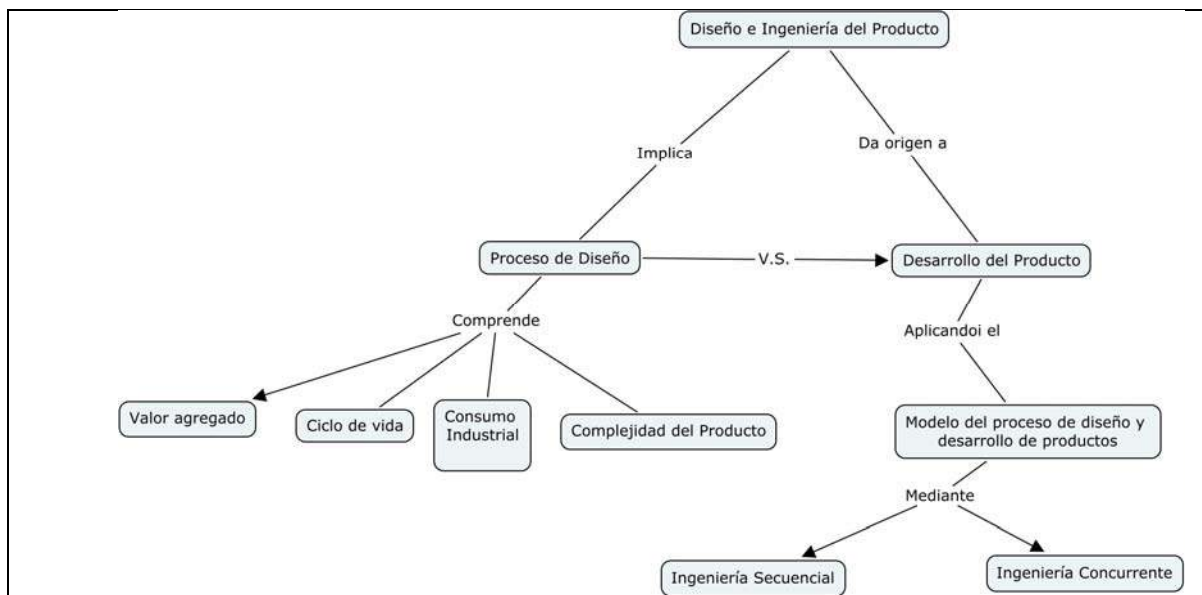 Diseño e Ingeniería del Producto
Implica
Da origen a
Proceso de Diseño
V.S.
Desarrollo del Producto
Comprende
Aplicandoi el
Valor agregado
Ciclo de vida
Consumo
Industrial
Complejidad del Producto
Modelo del proceso de diseño y
desarrollo de productos
Mediante
Ingeniería Secuencial
Ingeniería Concurrente